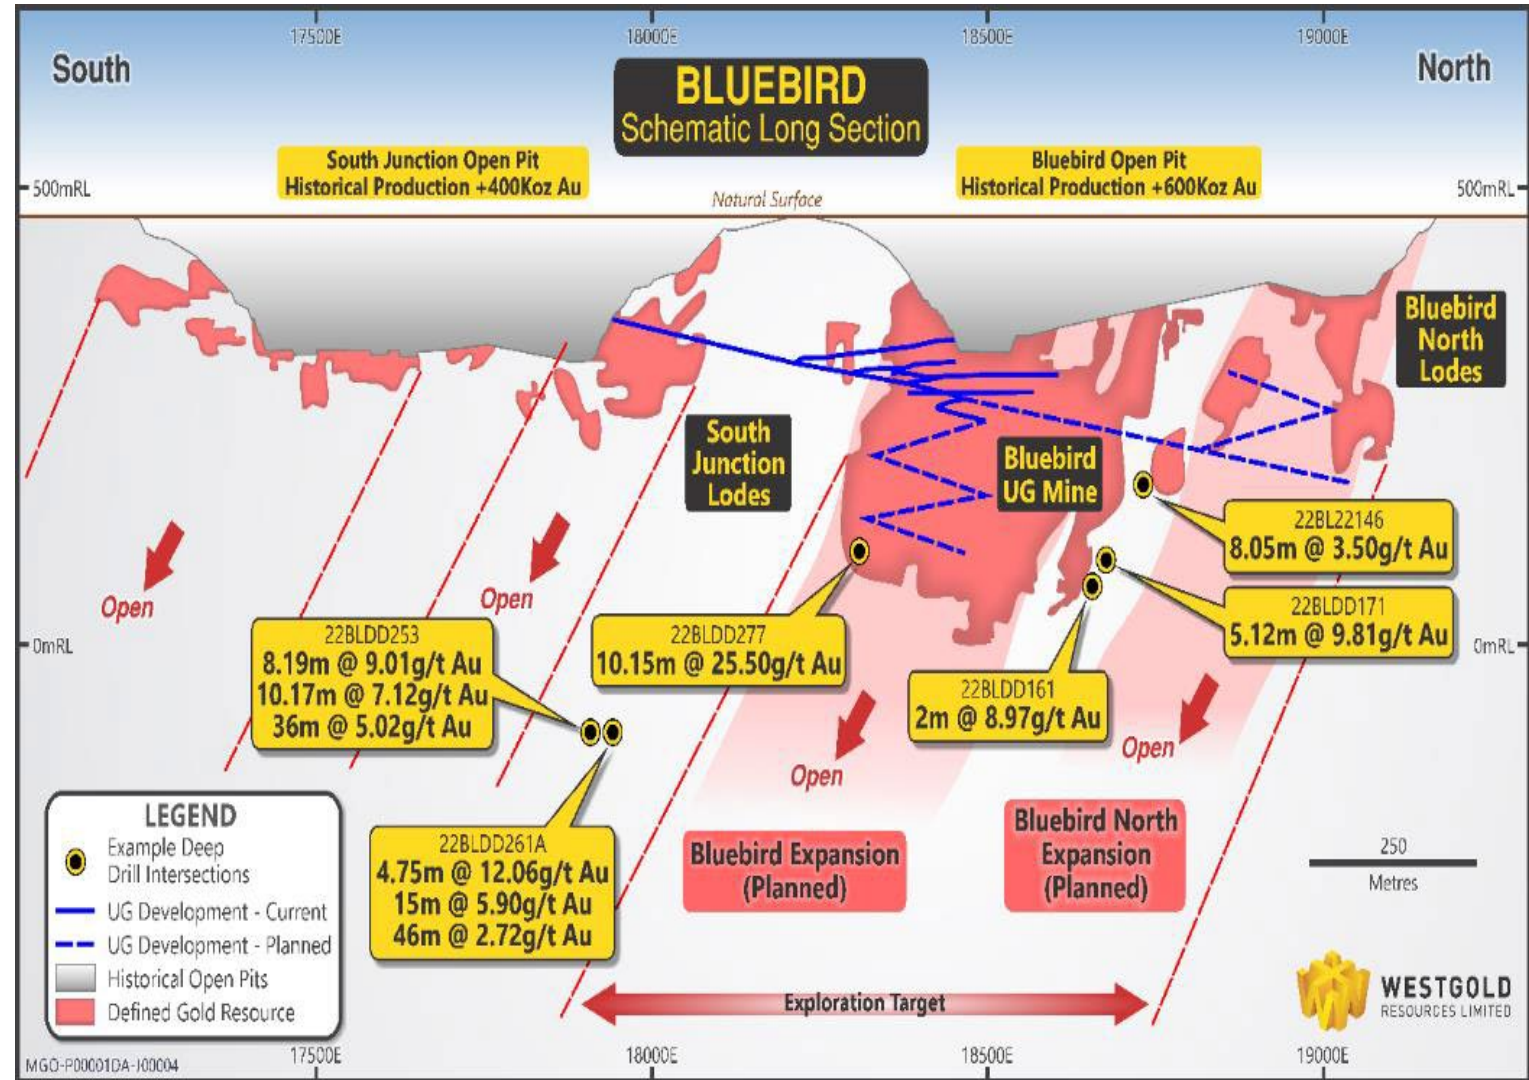 17500E
18000E
18500E
19000E
South
North
BLUEBIRD
Schematic Long Section
South Junction Open Pit
Historical Production +400Koz Au
Bluebird Open Pit
Historical Production +600Koz Au
500mRL
500mRL
Natural Surface
Bluebird
North
Lodes
South
Junction
Lodes
Bluebird
UG Mine
22BL22146
8.05m @ 3.50g/t Au
Open
Open
22BLDD171
5.12m @ 9.81g/t Au
0mRL
0mRL
22BLDD253
8.19m @ 9.01g/t Au
10.17m @ 7.12g/t Au
36m @ 5.02g/t Au
22BLDD277
10.15m @ 25.50g/t Au
22BLDD161
2m @ 8.97g/t Au
Open
Open
22BLDD261A
4.75m @ 12.06g/t Au
15m @ 5.90g/t Au
46m @ 2.72g/t Au
Bluebird Expansion
(Planned)
Bluebird North
Expansion
(Planned)
250
Metres
LEGEND
Example Deep
Drill Intersections
UG Development - Current
UG Development - Planned
Historical Open Pits
Defined Gold Resource
Exploration Target
WESTGOLD
RESOURCES LIMITED
MGO-P00001DA-J00004
17500E
18000E
18500E
19000E